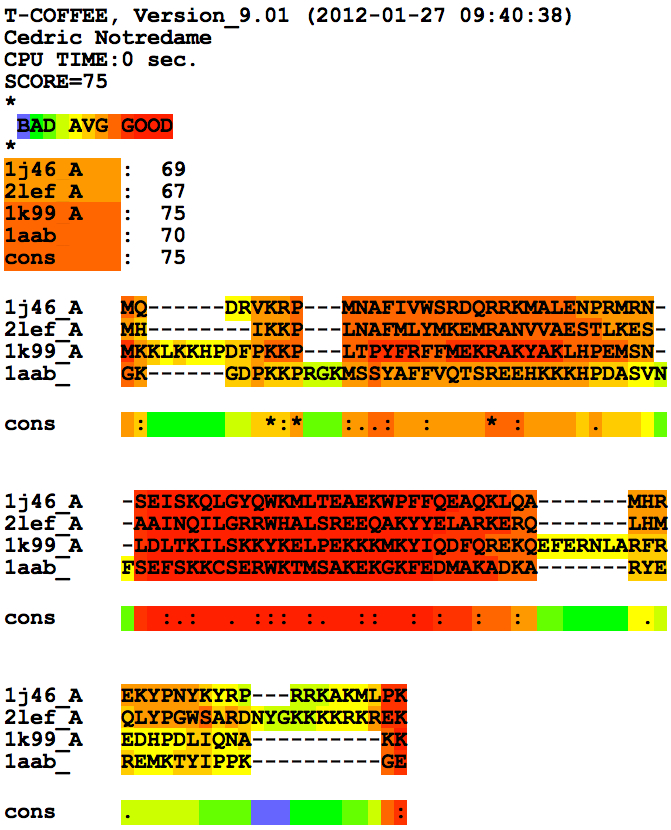 T-COFFEE, Version_9.01 (2012-01-27 09:40:38)
Cedric Notredame
CPU TIME:0 sec.
SCORE=75
*
BAD AVG GOOD
*
1j46 A : 69
2lef A : 67
1k99 A : 75
1aab : 70
cons : 75
1j46_A MQ------DRVKRP---MNAFIVWSRDQRRKMALENPRMRN-
2lef_A MH--------IKKP---LNAFMLYMKEMRANVVAESTLKES-
1k99_A MKKLKKHPDFPKKP---LTPYFRFFMEKRAKYAKLHPEMSN-
1aab_ GK------GDPKKPRGKMSSYAFFVQTSREEHKKKHPDASVN
cons : *:* :..: : * : .
1j46_A -SEISKQLGYQWKMLTEAEKWPFFQEAQKLQA-------MHR
2lef_A -AAINQILGRRWHALSREEQAKYYELARKERQ-------LHM
1k99_A -LDLTKILSKKYKELPEKKKMKYIQDFQREKQEFERNLARFR
1aab_ FSEFSKKCSERWKTMSAKEKGKFEDMAKADKA-------RYE
cons :.: . ::: :. :: : : : : .
1j46_A EKYPNYKYRP---RRKAKMLPK
2lef_A QLYPGWSARDNYGKKKKRKREK
1k99_A EDHPDLIQNA----------KK
1aab_ REMKTYIPPK----------GE
cons . :